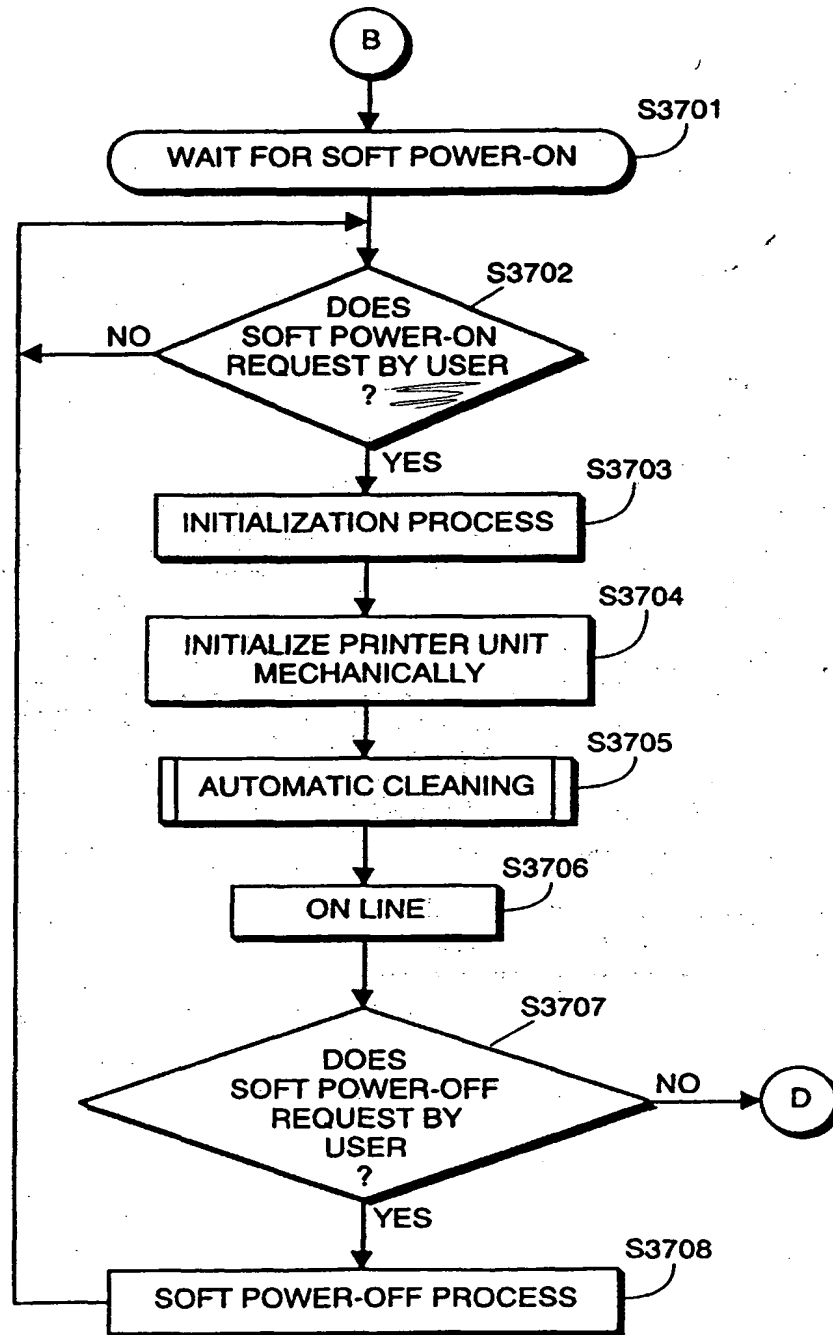 B
S3701
WAIT FOR SOFT POWER-ON
S3702
DOES
SOFT POWER-ON
REQUEST BY USER
?
NO
YES
S3703
INITIALIZATION PROCESS
S3704
INITIALIZE PRINTER UNIT
MECHANICALLY
S3705
AUTOMATIC CLEANING
S3706
ON LINE
S3707
DOES
SOFT POWER-OFF
REQUEST BY
USER
?
NO
D
YES
S3708
SOFT POWER-OFF PROCESS